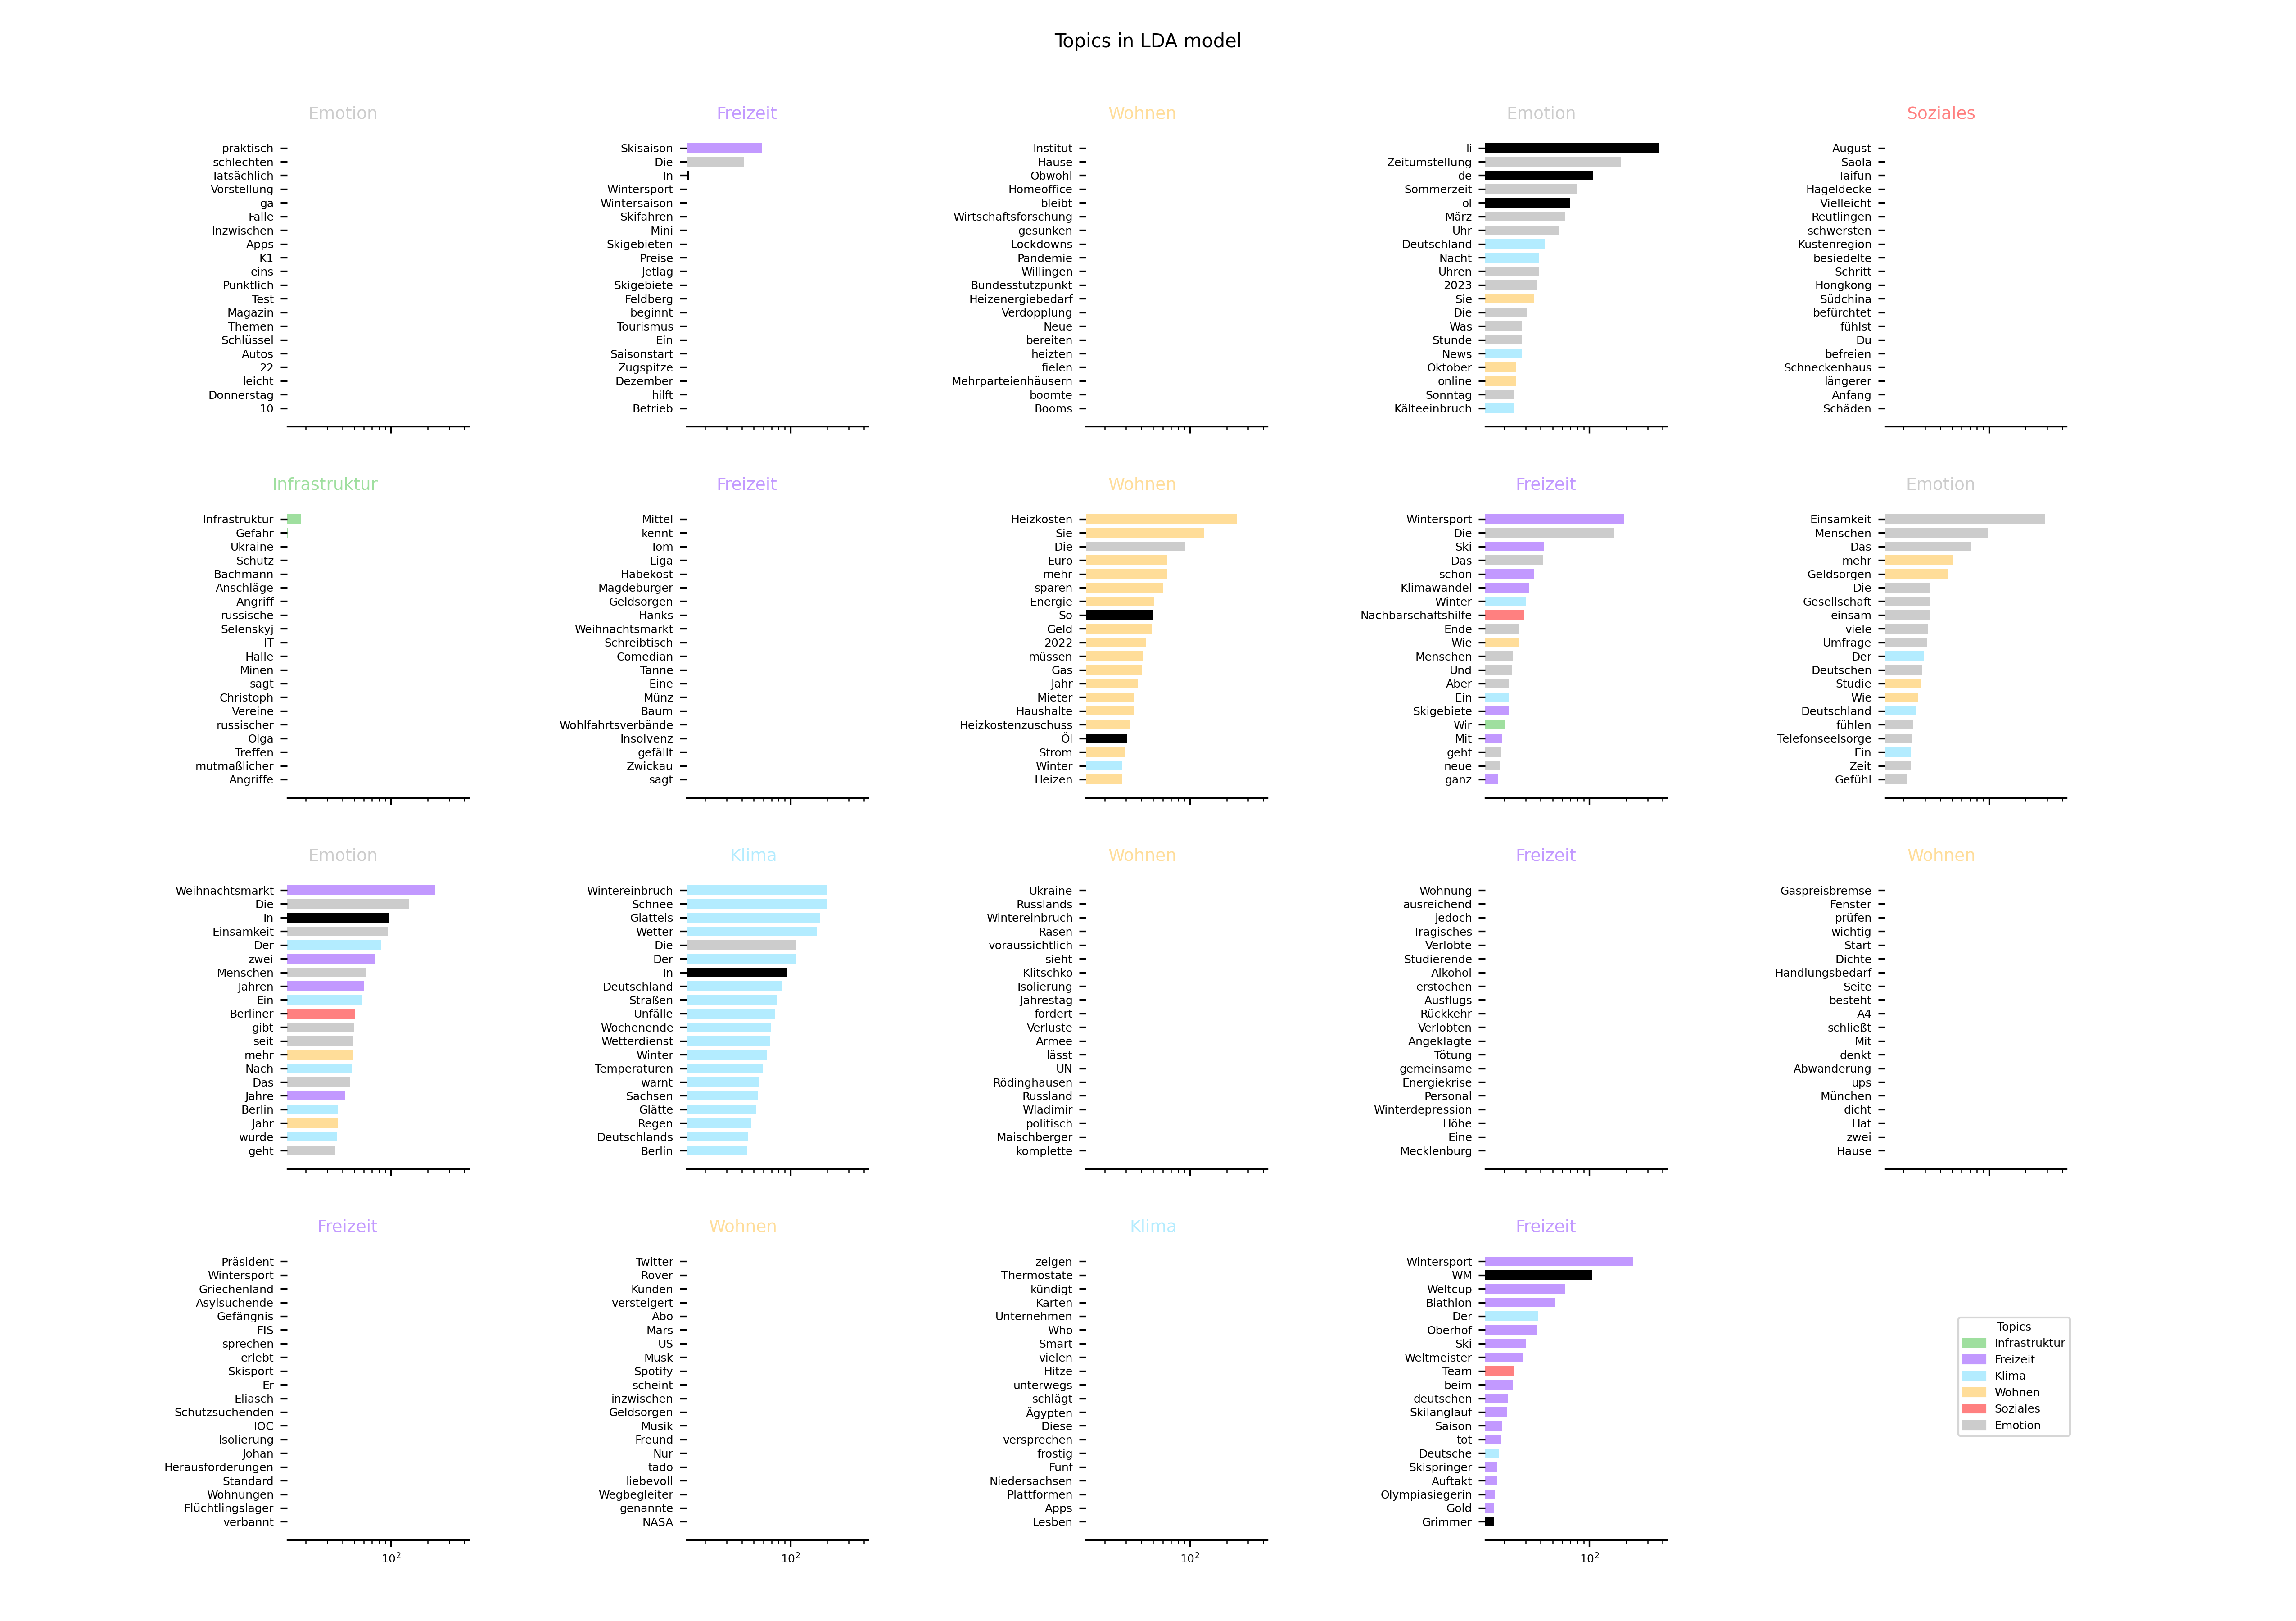 Topics in LDA model
Emotion
praktisch
schlechten
Tatsächlich
Vorstellung
ga
Falle
Inzwischen
Apps
K1
eins
Pünktlich
Test
Magazin
Themen
Schlüssel
Autos
22
leicht
Donnerstag
10
Freizeit
Skisaison
Die
In
Wintersport
Wintersaison
Skifahren
Mini
Skigebieten
Preise
Jetlag
Skigebiete
Feldberg
beginnt
Tourismus
Ein
Saisonstart
Zugspitze
Dezember
hilft
Betrieb
Wohnen
Institut
Hause
Obwohl
Homeoffice
bleibt
Wirtschaftsforschung
gesunken
Lockdowns
Pandemie
Willingen
Bundesstützpunkt
Heizenergiebedarf
Verdopplung
Neue
bereiten
heizten
fielen
Mehrparteienhäusern
boomte
Booms
Emotion
li
Zeitumstellung
de
Sommerzeit
ol
März
Uhr
Deutschland
Nacht
Uhren
2023
Sie
Die
Was
Stunde
News
Oktober
online
Sonntag
Kälteeinbruch
Soziales
August
Saola
Taifun
Hageldecke
Vielleicht
Reutlingen
schwersten
Küstenregion
besiedelte
Schritt
Hongkong
Südchina
befürchtet
fühlst
Du
befreien
Schneckenhaus
längerer
Anfang
Schäden
Infrastruktur
Infrastruktur
Gefahr
Ukraine
Schutz
Bachmann
Anschläge
Angriff
russische
Selenskyj
IT
Halle
Minen
sagt
Christoph
Vereine
russischer
Olga
Treffen
mutmaßlicher
Angriffe
Freizeit
Mittel
kennt
Tom
Liga
Habekost
Magdeburger
Geldsorgen
Hanks
Weihnachtsmarkt
Schreibtisch
Comedian
Tanne
Eine
Münz
Baum
Wohlfahrtsverbände
Insolvenz
gefällt
Zwickau
sagt
Wohnen
Heizkosten
Sie
Die
Euro
mehr
sparen
Energie
So
Geld
2022
müssen
Gas
Jahr
Mieter
Haushalte
Heizkostenzuschuss
Öl
Strom
Winter
Heizen
Freizeit
Wintersport
Die
Ski
Das
schon
Klimawandel
Winter
Nachbarschaftshilfe
Ende
Wie
Menschen
Und
Aber
Ein
Skigebiete
Wir
Mit
geht
neue
ganz
Emotion
Einsamkeit
Menschen
Das
mehr
Geldsorgen
Die
Gesellschaft
einsam
viele
Umfrage
Der
Deutschen
Studie
Wie
Deutschland
fühlen
Telefonseelsorge
Ein
Zeit
Gefühl
Emotion
Weihnachtsmarkt
Die
In
Einsamkeit
Der
zwei
Menschen
Jahren
Ein
Berliner
gibt
seit
mehr
Nach
Das
Jahre
Berlin
Jahr
wurde
geht
Klima
Wintereinbruch
Schnee
Glatteis
Wetter
Die
Der
In
Deutschland
Straßen
Unfälle
Wochenende
Wetterdienst
Winter
Temperaturen
warnt
Sachsen
Glätte
Regen
Deutschlands
Berlin
Wohnen
Ukraine
Russlands
Wintereinbruch
Rasen
voraussichtlich
sieht
Klitschko
Isolierung
Jahrestag
fordert
Verluste
Armee
lässt
UN
Rödinghausen
Russland
Wladimir
politisch
Maischberger
komplette
Freizeit
Wohnung
ausreichend
jedoch
Tragisches
Verlobte
Studierende
Alkohol
erstochen
Ausflugs
Rückkehr
Verlobten
Angeklagte
Tötung
gemeinsame
Energiekrise
Personal
Winterdepression
Höhe
Eine
Mecklenburg
Wohnen
Gaspreisbremse
Fenster
prüfen
wichtig
Start
Dichte
Handlungsbedarf
Seite
besteht
A4
schließt
Mit
denkt
Abwanderung
ups
München
dicht
Hat
zwei
Hause
Freizeit
Präsident
Wintersport
Griechenland
Asylsuchende
Gefängnis
FIS
sprechen
erlebt
Skisport
Er
Eliasch
Schutzsuchenden
IOC
Isolierung
Johan
Herausforderungen
Standard
Wohnungen
Flüchtlingslager
verbannt
10²
Wohnen
Twitter
Rover
Kunden
versteigert
Abo
Mars
US
Musk
Spotify
scheint
inzwischen
Geldsorgen
Musik
Freund
Nur
tado
liebevoll
Wegbegleiter
genannte
NASA
10²
Klima
zeigen
Thermostate
kündigt
Karten
Unternehmen
Who
Smart
vielen
Hitze
unterwegs
schlägt
Ägypten
Diese
versprechen
frostig
Fünf
Niedersachsen
Plattformen
Apps
Lesben
10²
Freizeit
Wintersport
WM
Weltcup
Biathlon
Der
Oberhof
Ski
Weltmeister
Team
beim
deutschen
Skilanglauf
Saison
tot
Deutsche
Skispringer
Auftakt
Olympiasiegerin
Gold
Grimmer
10²
Topics
Infrastruktur
Freizeit
Klima
Wohnen
Soziales
Emotion